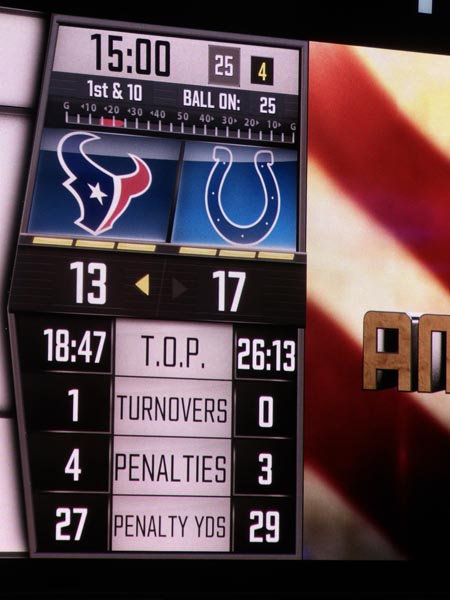 15:00 25 4
1st & 10 BALL ON: 25
G 10 20 30 40 50 40 30 20 10 G
13 17
18:47 T.O.P. 26:13
1 TURNOVERS 0
4 PENALTIES 3
27 PENALTY YDS 29